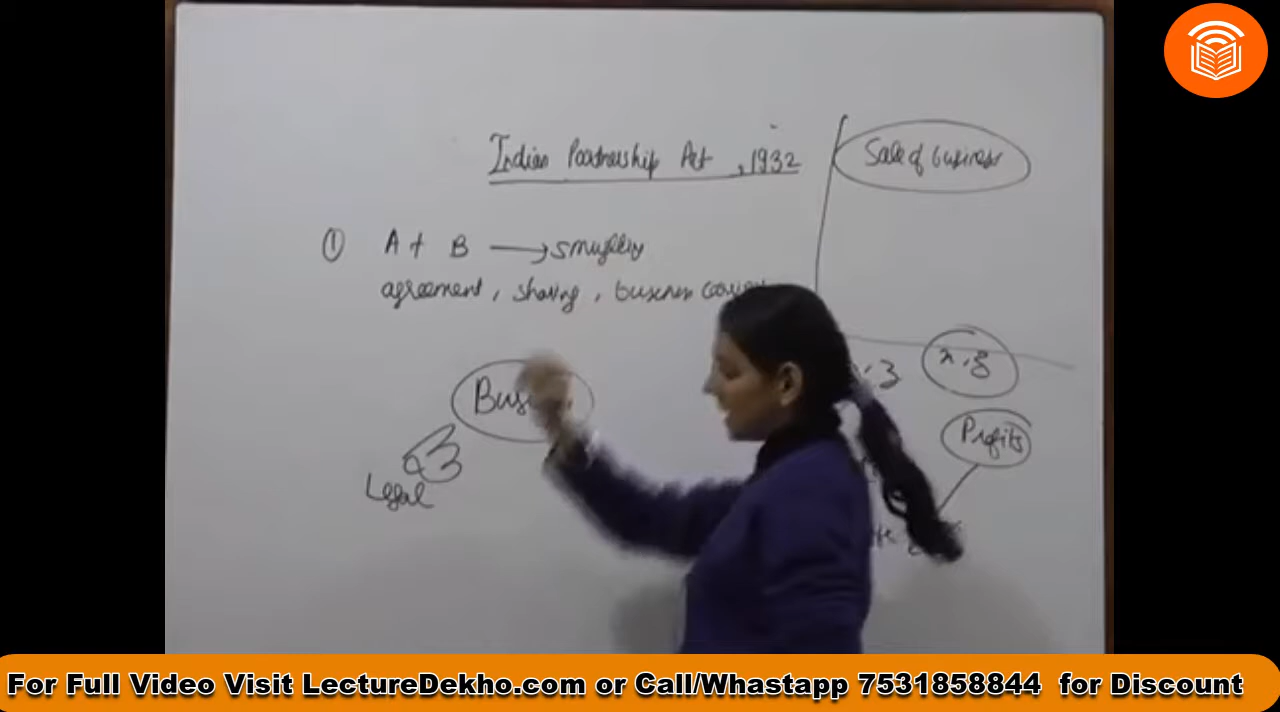 Indian Partnership Act, 1932
Sale of business
① A + B → smuggling
agreement, sharing, business
Profits
Legal
For Full Video Visit LectureDekho.com or Call/Whastapp 7531858844 for Discount